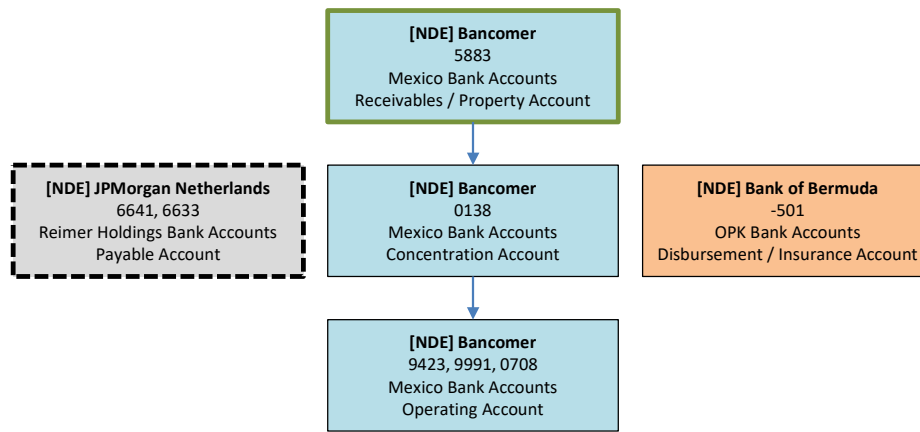 [NDE] Bancomer
5883
Mexico Bank Accounts
Receivables / Property Account
[NDE] JPMorgan Netherlands
6641, 6633
Reimer Holdings Bank Accounts
Payable Account
[NDE] Bancomer
0138
Mexico Bank Accounts
Concentration Account
[NDE] Bank of Bermuda
-501
OPK Bank Accounts
Disbursement / Insurance Account
[NDE] Bancomer
9423, 9991, 0708
Mexico Bank Accounts
Operating Account